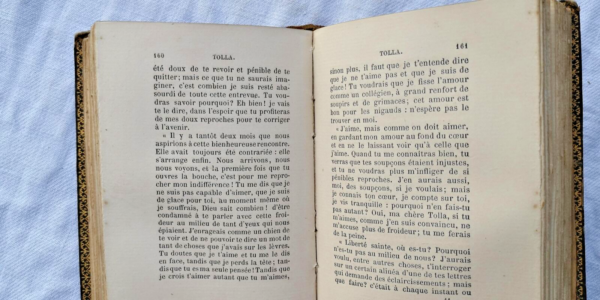 160
TOLLA.
été doux de te revoir et pénible de te
quitter; mais ce que tu ne saurais ima-
giner, c'est combien je suis resté aba-
sourdi de toute cette entrevue. Tu vou-
dras savoir pourquoi? Eh bien! je vais
te le dire, dans l'espoir que tu profiteras
de mes doux reproches pour te corriger
à l'avenir.
« Il y a tantôt deux mois que nous
aspirions à cette bienheureuse rencontre.
Elle avait toujours été contrariée: elle
s'arrange enfin. Nous arrivons, nous
nous voyons, et la première fois que tu
ouvres la bouche, c'est pour me repro-
cher mon indifférence! Tu me dis que je
ne suis pas capable d'aimer, que je suis
de glace pour toi, au moment même où
je souffrais, Dieu sait combien! d'être
condamné à te parler avec cette froi-
deur au milieu de tant d'yeux qui nous
épiaient. J'enrageais comme un chien de
te voir et de ne pouvoir te dire un mot de
tant de choses que j'avais sur les lèvres.
Tu doutes que je t'aime et tu me le dis
en face, tandis que je perds la tête; tan-
dis que tu es ma seule pensée! Tandis que
je crois t'aimer autant que tu m'aimes,
TOLLA.
161
sinon plus, il faut que je t'entende dire
que je ne t'aime pas et que je suis de
glace! Tu voudrais que je fisse l'amour
comme un collégien, à grand renfort de
soupirs et de grimaces; cet amour est
bon pour les nigauds: n'espère pas le
trouver en moi.
« J'aime, mais comme on doit aimer,
en gardant mon amour au fond du cœur
et en ne le laissant voir qu'à celle que
j'aime. Quand tu me connaîtras bien, tu
verras que tes soupçons étaient injustes,
et tu ne voudras plus m'infliger de si
pénibles reproches. J'en aurais aussi,
moi, des soupçons, si je voulais; mais
je connais ton cœur, je compte sur toi,
je vis tranquille: pourquoi n'en fais-tu
pas autant? Oui, ma chère Tolla, si tu
m'aimes, comme j'en suis convaincu, ne
m'accuse plus de froideur; tu me ferais
de la peine.
« Liberté sainte, où es-tu? Pourquoi
n'es-tu pas au milieu de nous? J'aurais
voulu, entre autres choses, t'interroger
sur un certain alinéa d'une de tes lettres
qui demande des éclaircissements; mais
que faire? c'était à chaque instant ou